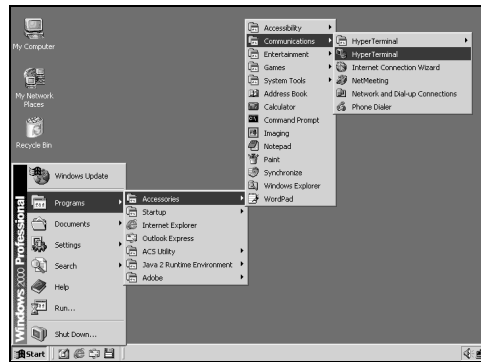 My Computer
My Network
Places
Recycle Bin
Windows 2000 Professional
Windows Update
Programs
Documents
Settings
Search
Help
Run...
Shut Down...
Start
Accessories
Startup
Internet Explorer
Outlook Express
ACS Utility
Java 2 Runtime Environment
Adobe
Accessibility
Communications
Entertainment
Games
System Tools
Address Book
Calculator
Command Prompt
Imaging
Notepad
Paint
Synchronize
Windows Explorer
WordPad
HyperTerminal
HyperTerminal
Internet Connection Wizard
NetMeeting
Network and Dial-up Connections
Phone Dialer